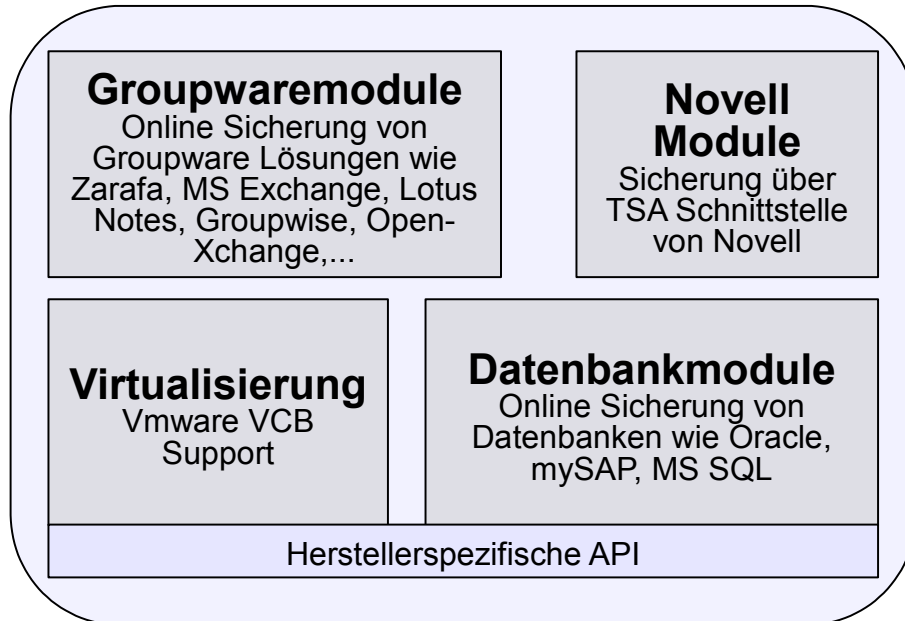 Groupwaremodule
Online Sicherung von
Groupware Lösungen wie
Zarafa, MS Exchange, Lotus
Notes, Groupwise, Open-
Xchange,...
Novell
Module
Sicherung über
TSA Schnittstelle
von Novell
Virtualisierung
Vmware VCB
Support
Datenbankmodule
Online Sicherung von
Datenbanken wie Oracle,
mySAP, MS SQL
Herstellerspezifische API